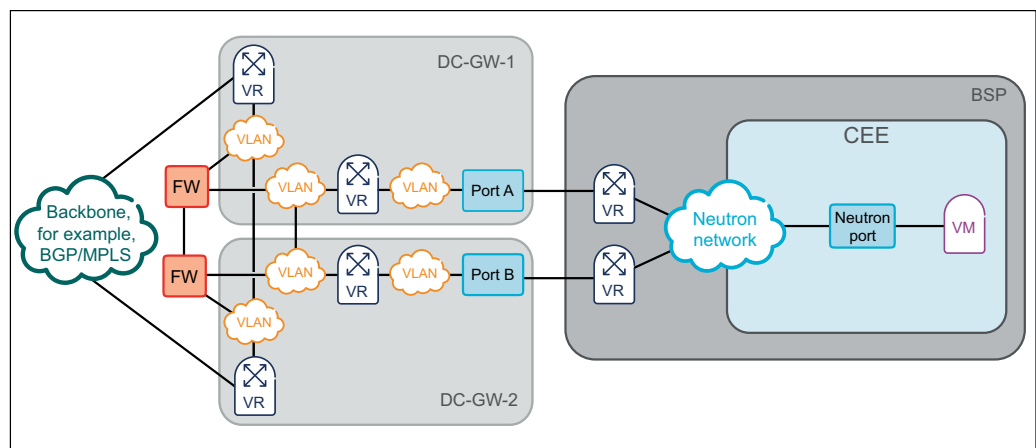 DC-GW-1
VR
VLAN
FW
VLAN
VR
VLAN
Port A
Backbone,
for example,
BGP/MPLS
FW
VLAN
VR
VLAN
Port B
VLAN
VR
DC-GW-2
BSP
CEE
VR
VR
Neutron
network
Neutron
port
VM